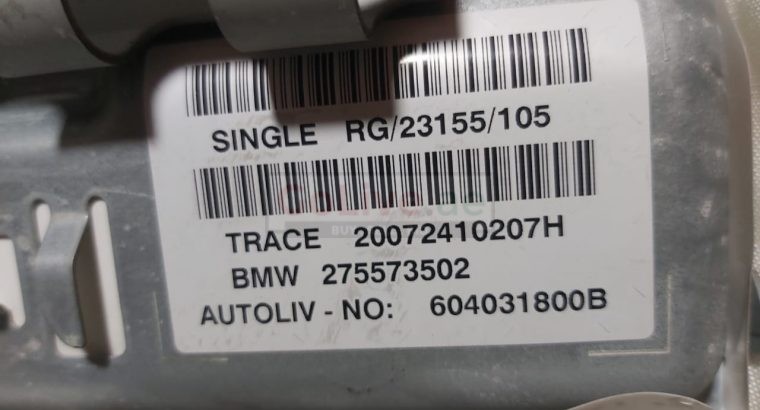 SINGLE RG/23155/105
TRACE 20072410207H
BMW 275573502
AUTOLIV - NO: 604031800B